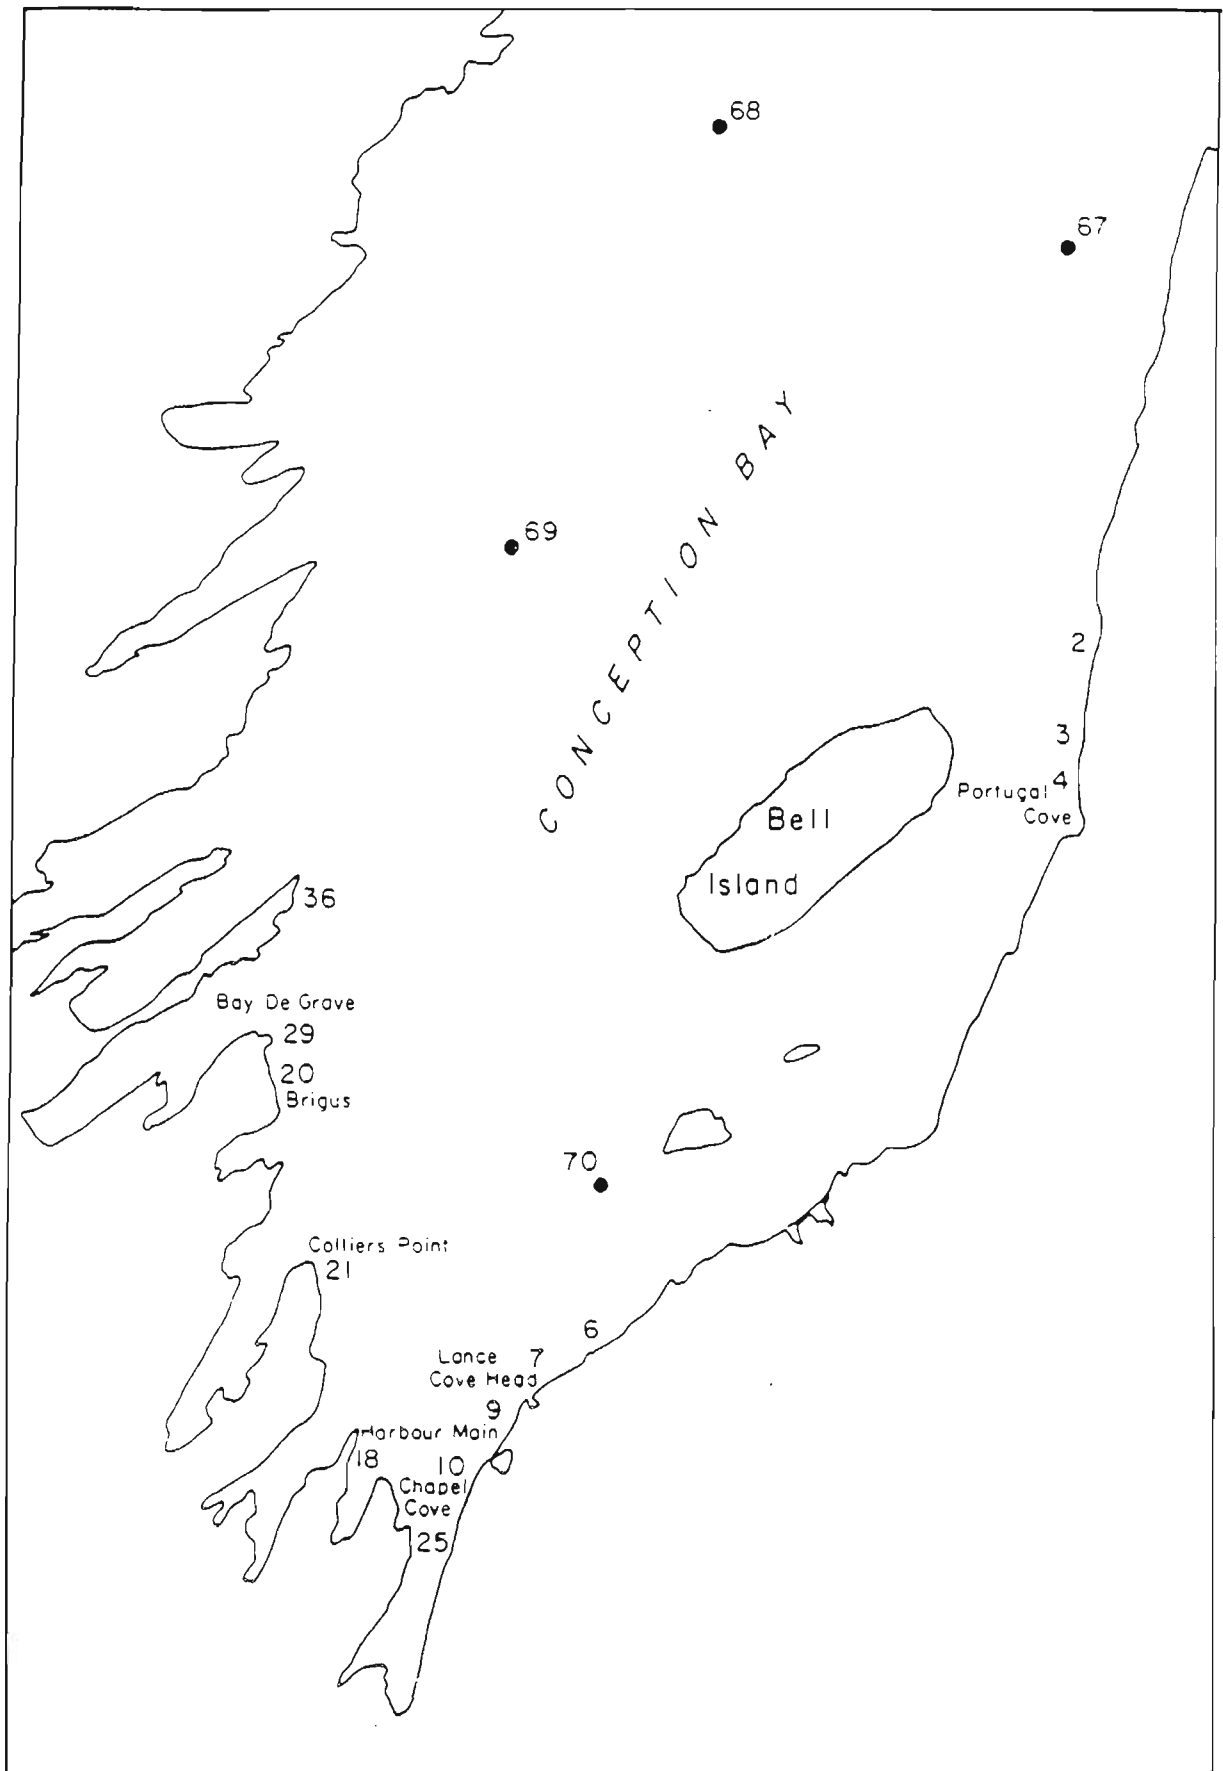 68
67
CONCEPTION BAY
69
2
3
4
Portugal
Cove
Bell
Island
36
Bay De Grave
29
20
Brigus
70
Colliers Point
21
6
7
Lance
Cove Head
9
Harbour Main
18
10
Chapel
Cove
25